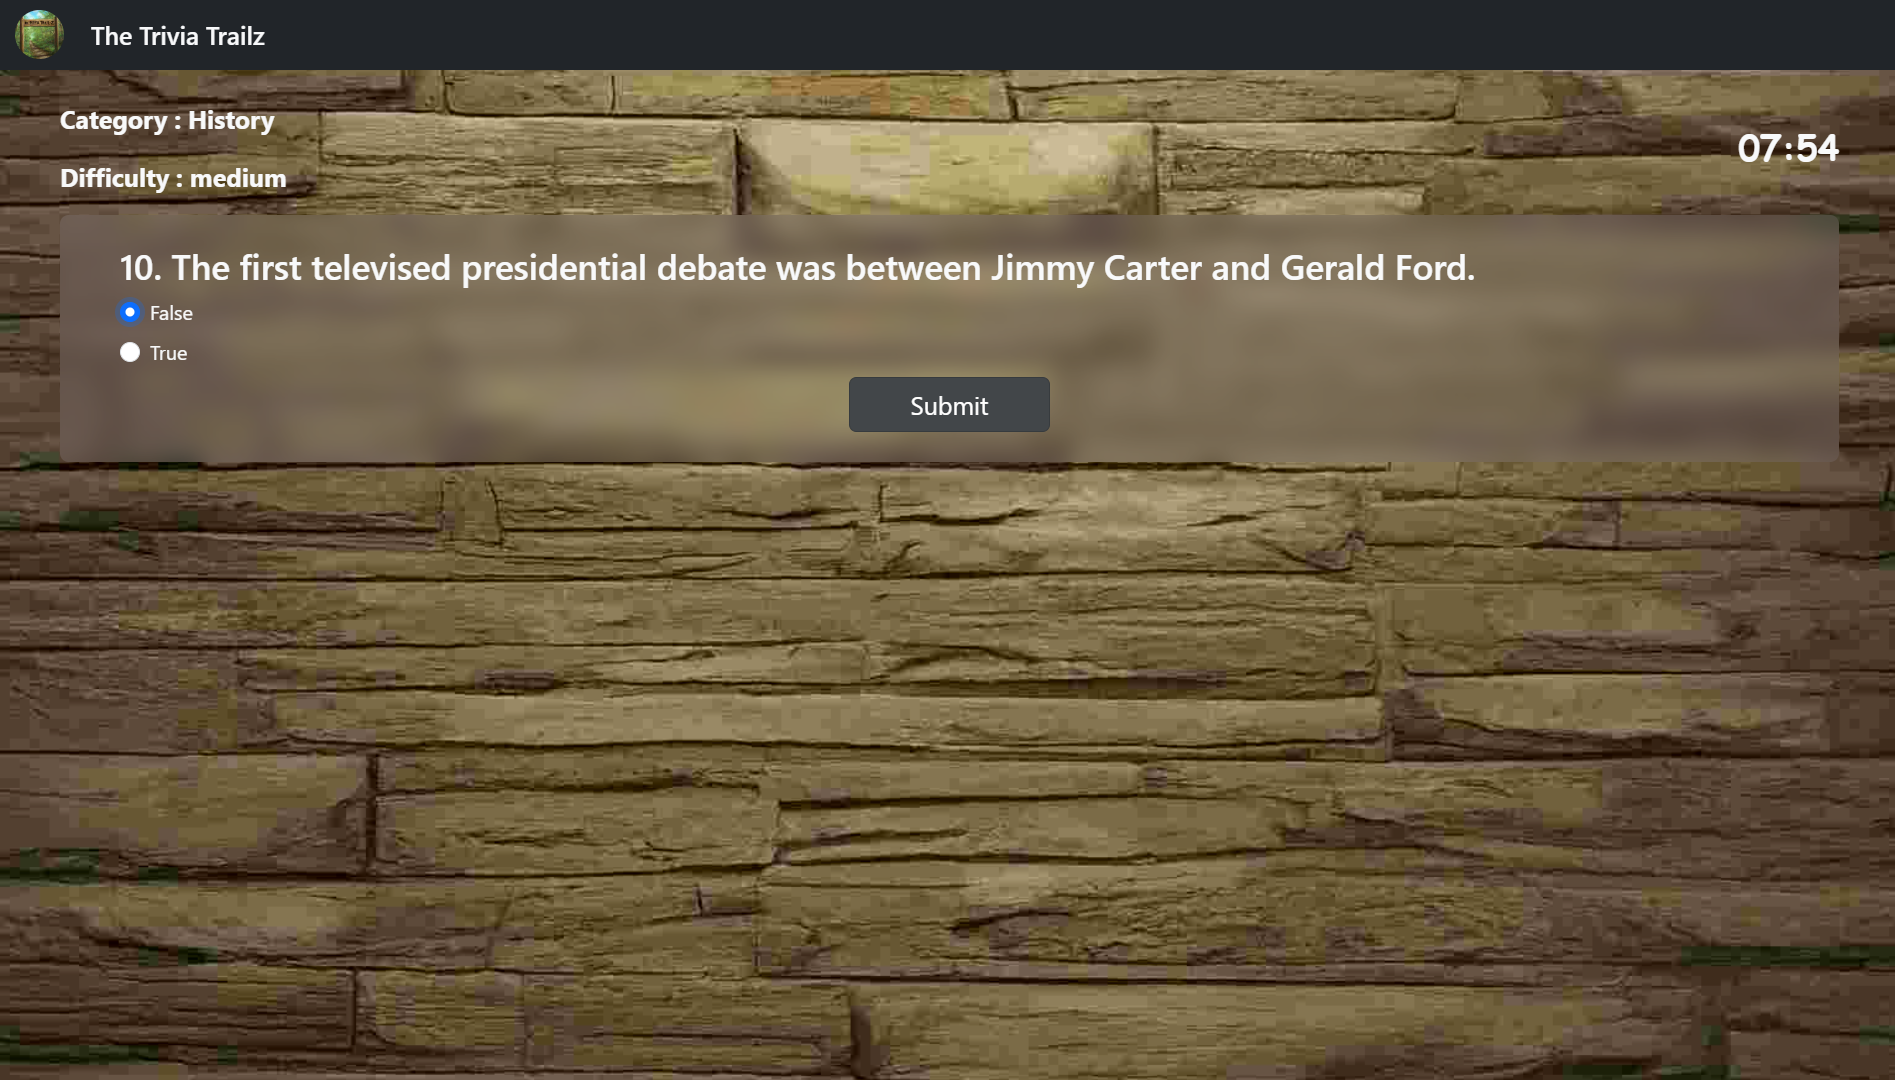 The Trivia Trailz
Category : History
07:54
Difficulty : medium
10. The first televised presidential debate was between Jimmy Carter and Gerald Ford.
False
True
Submit